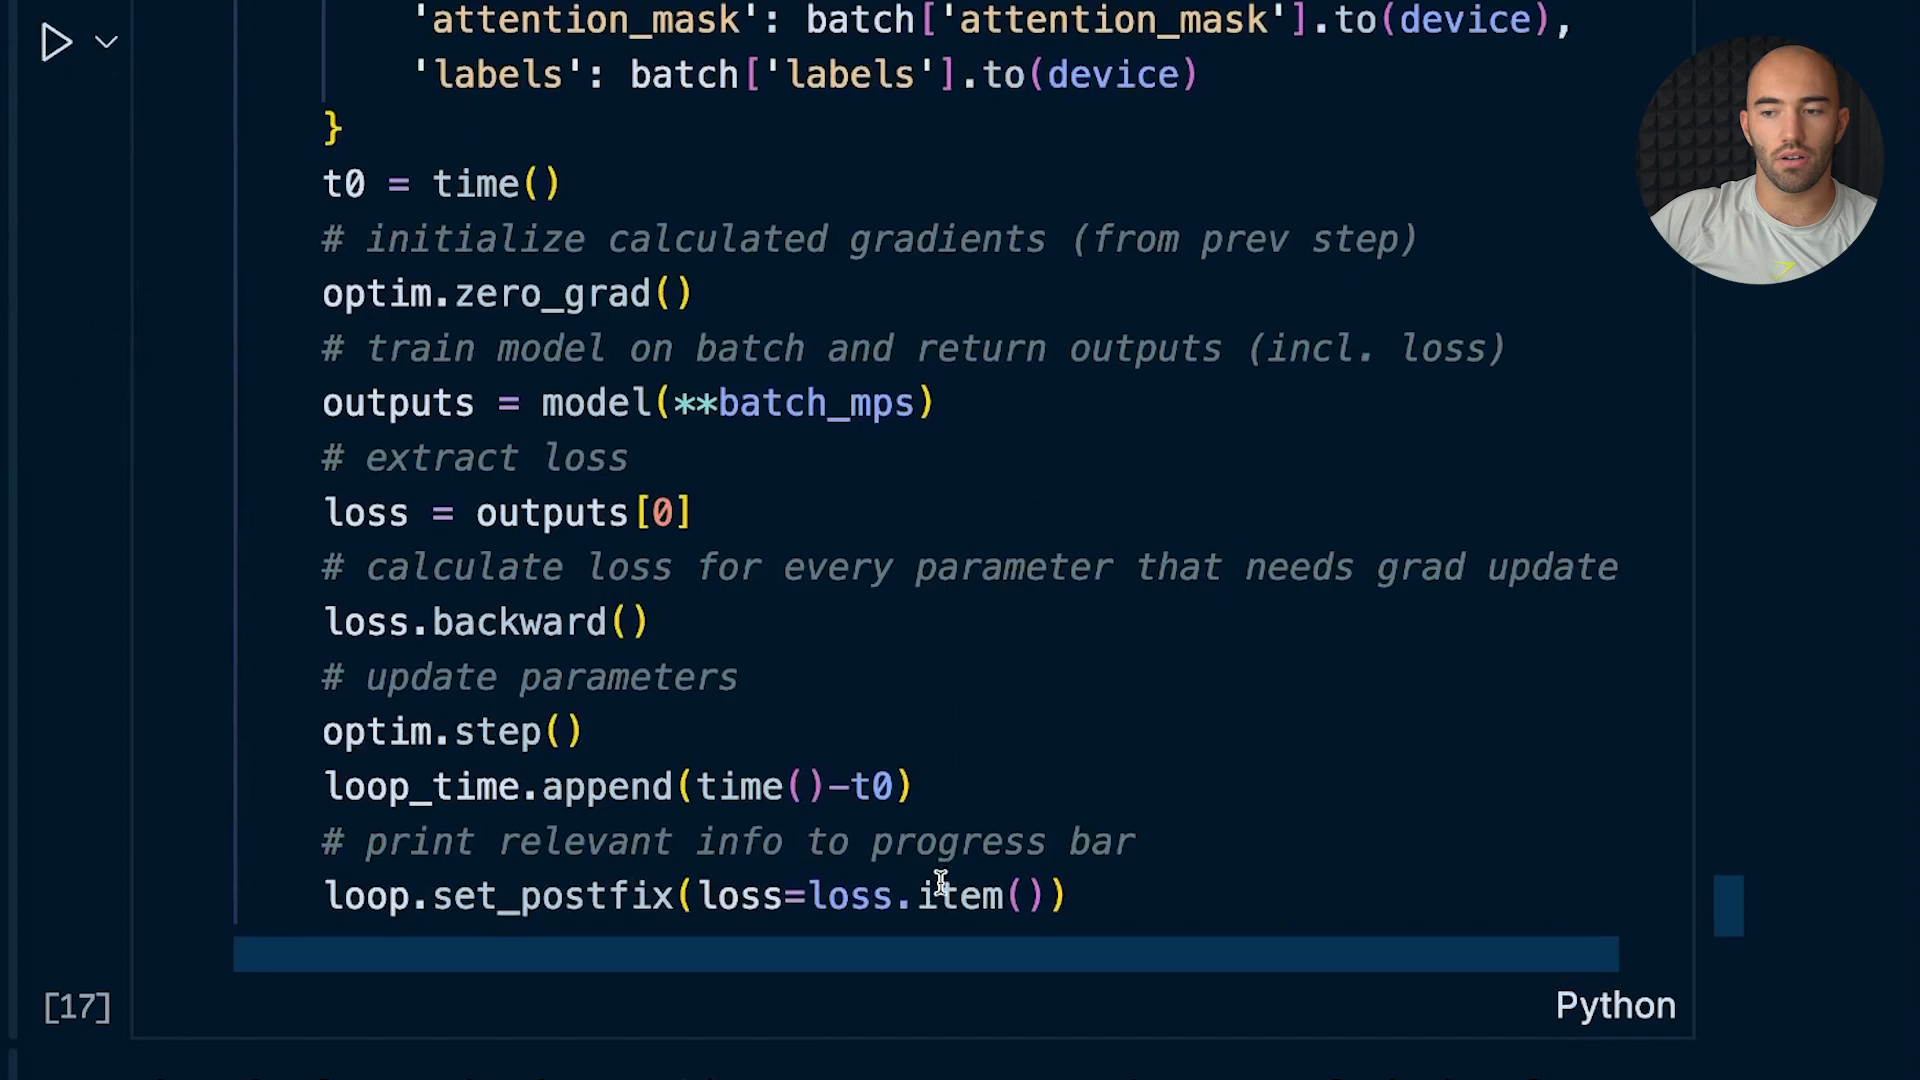 'attention_mask': batch['attention_mask'].to(device),
'labels': batch['labels'].to(device)
}
t0 = time()
# initialize calculated gradients (from prev step)
optim.zero_grad()
# train model on batch and return outputs (incl. loss)
outputs = model(**batch_mps)
# extract loss
loss = outputs[0]
# calculate loss for every parameter that needs grad update
loss.backward()
# update parameters
optim.step()
loop_time.append(time()-t0)
# print relevant info to progress bar
loop.set_postfix(loss=loss.item())
[17]
Python